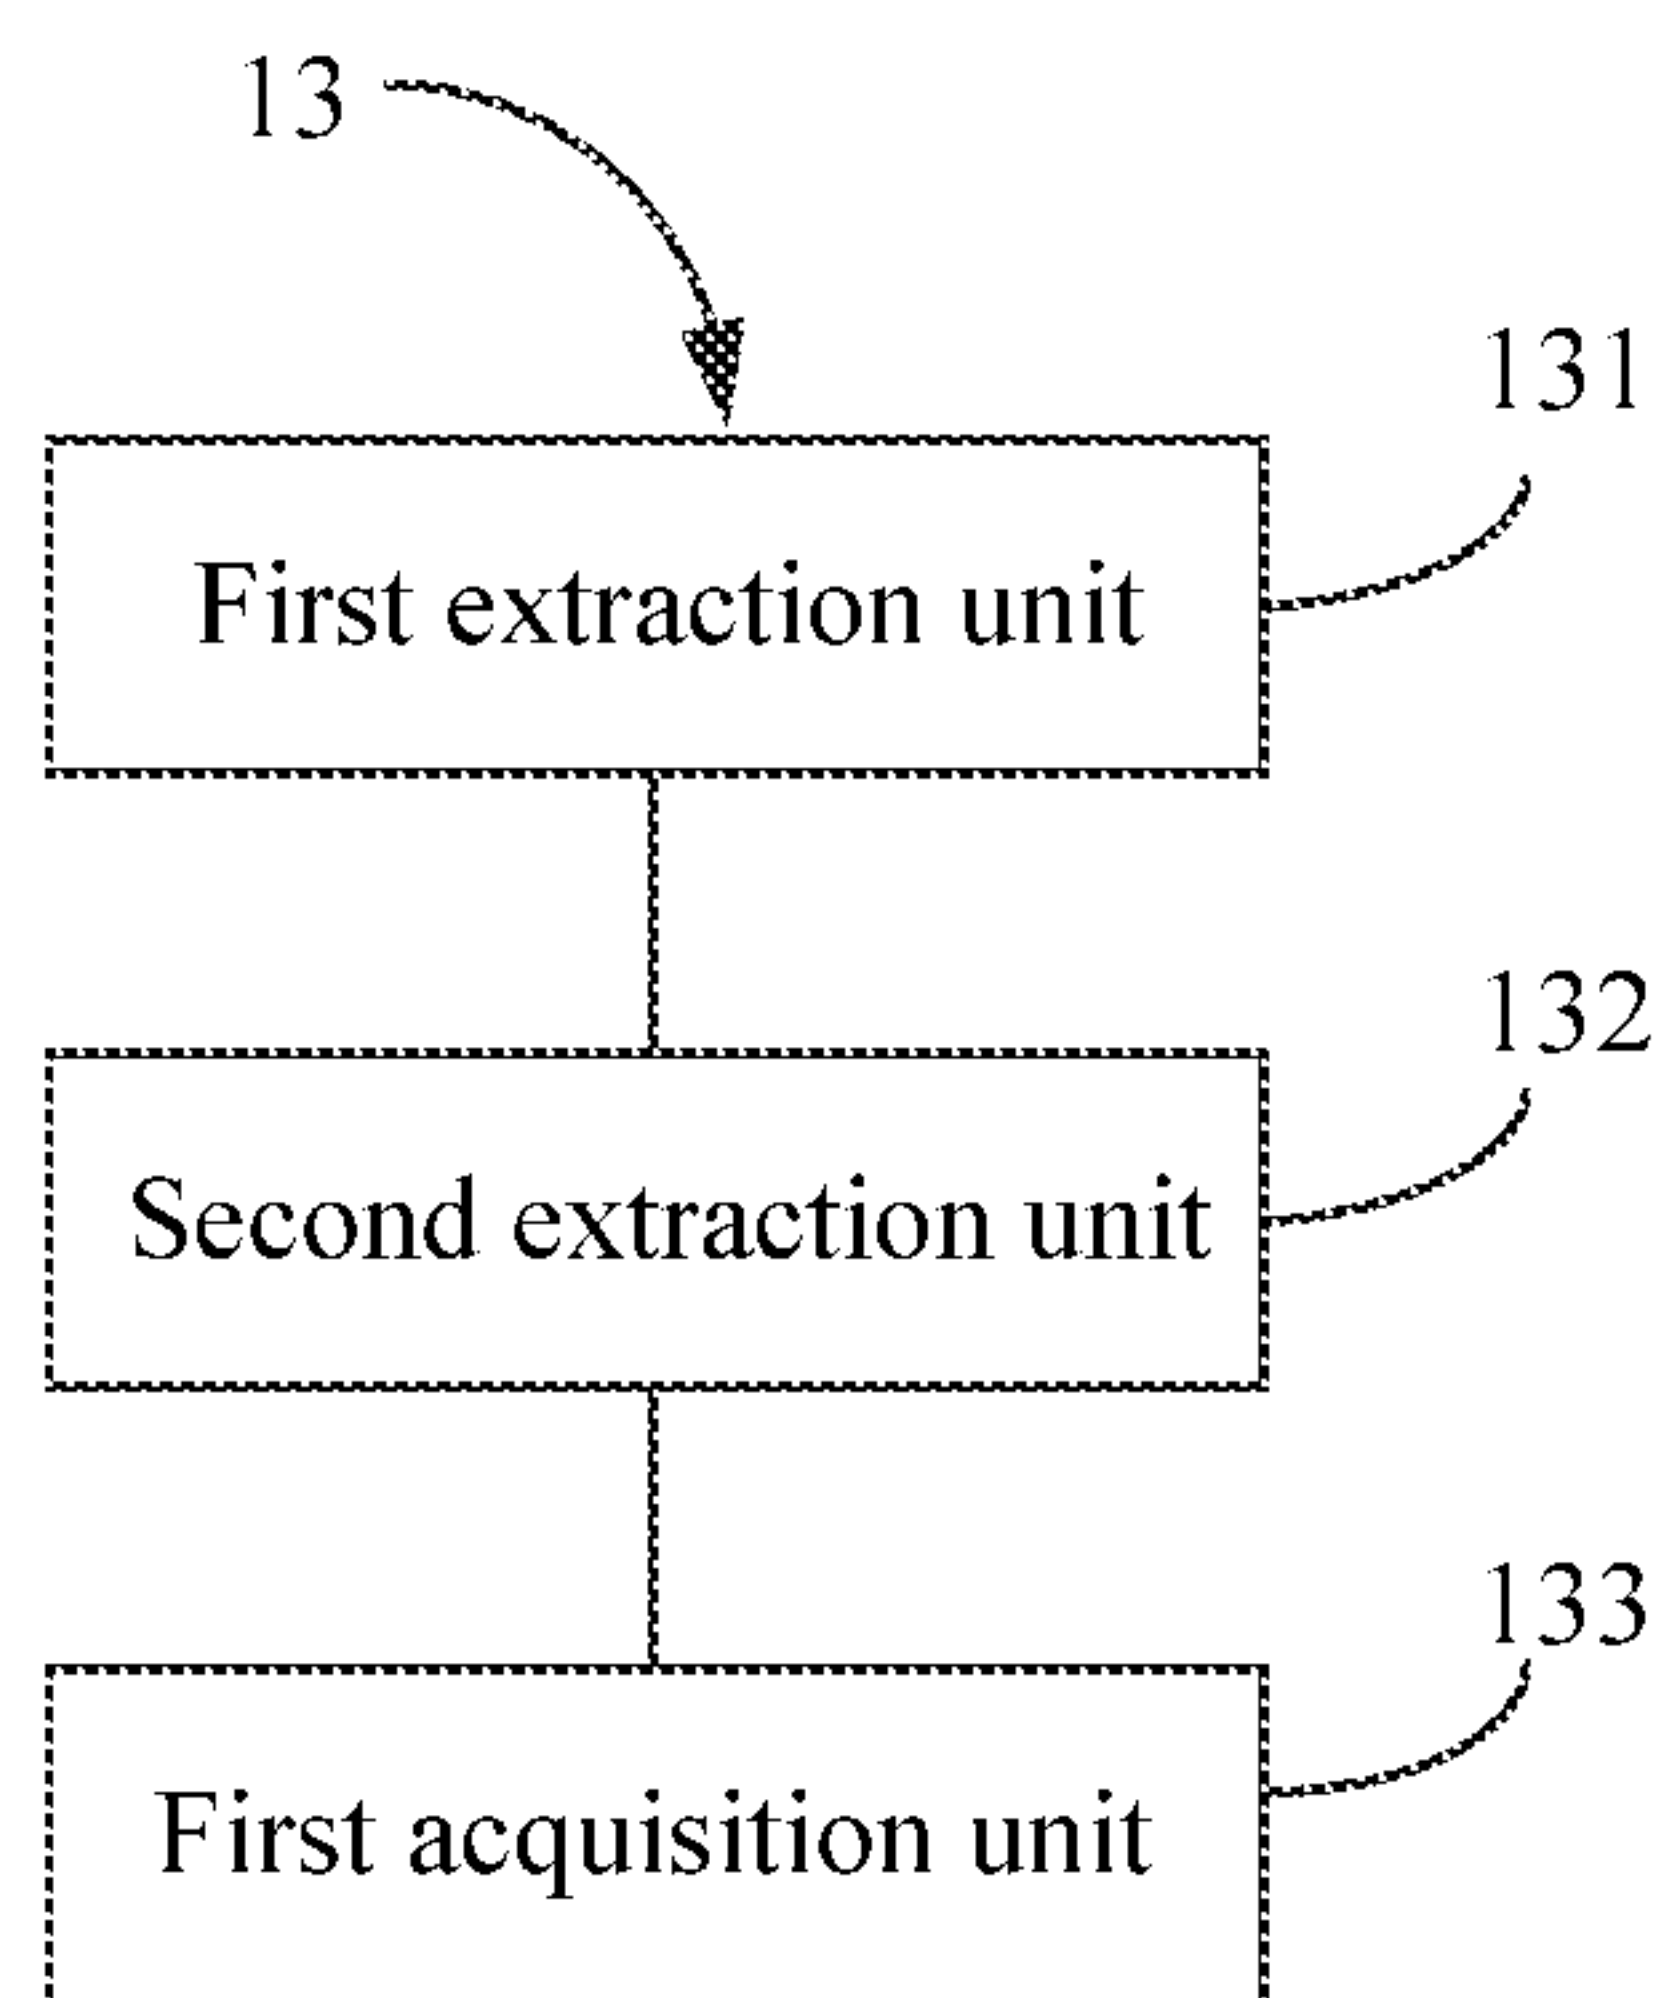 13
131
First extraction unit
132
Second extraction unit
133
First acquisition unit